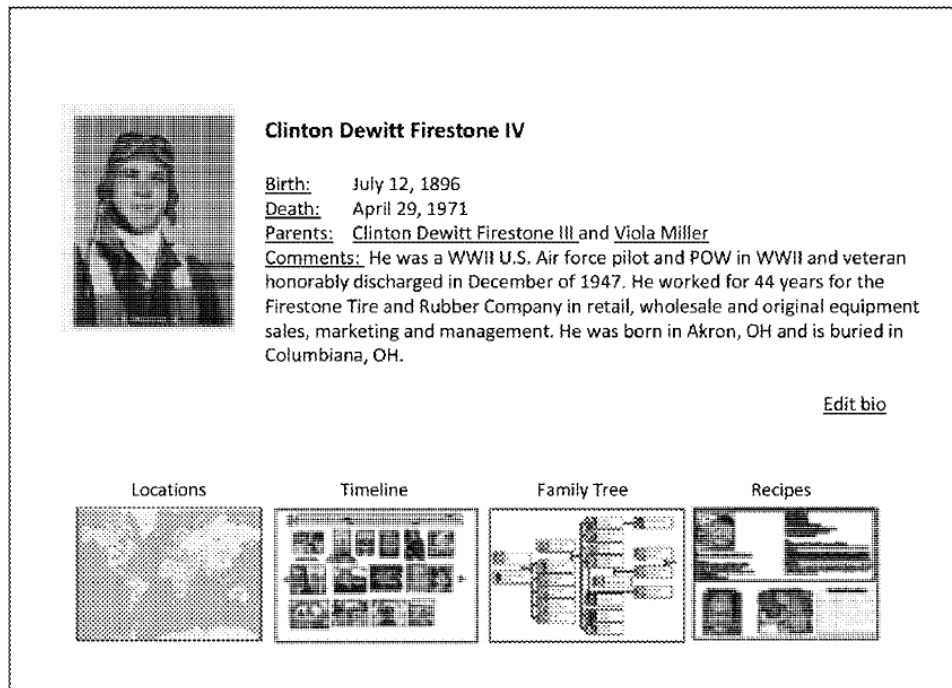 Clinton Dewitt Firestone IV
Birth: July 12, 1896
Death: April 29, 1971
Parents: Clinton Dewitt Firestone III and Viola Miller
Comments: He was a WWII U.S. Air force pilot and POW in WWII and veteran
honorably discharged in December of 1947. He worked for 44 years for the
Firestone Tire and Rubber Company in retail, wholesale and original equipment
sales, marketing and management. He was born in Akron, OH and is buried in
Columbiana, OH.
Edit bio
Locations Timeline Family Tree Recipes